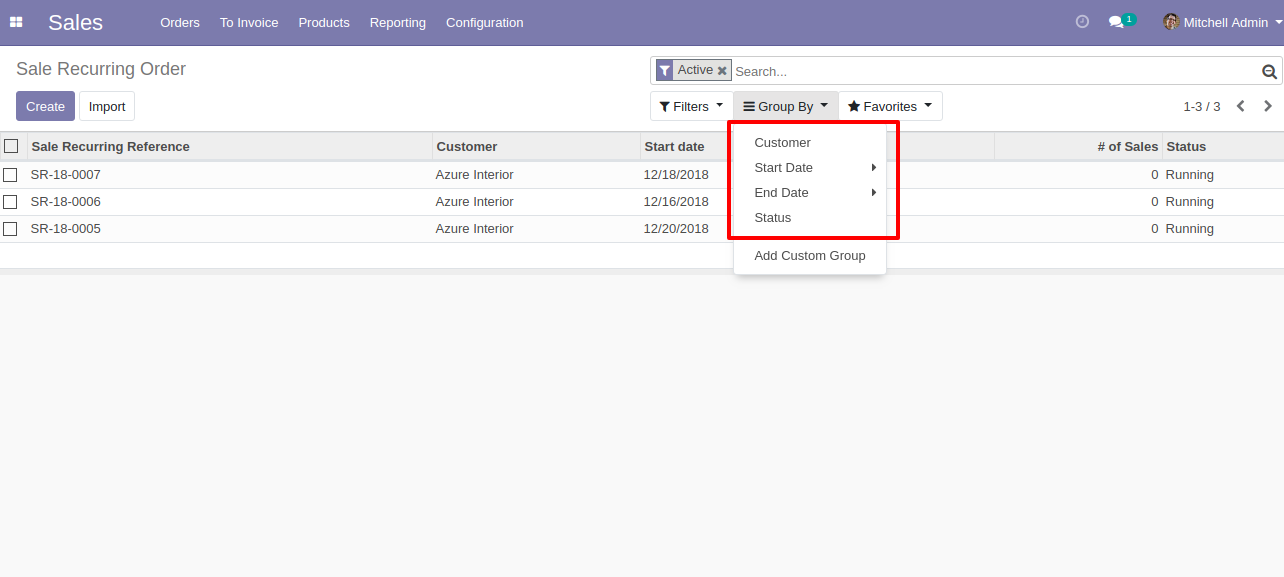 Sales Orders To Invoice Products Reporting Configuration 1 Mitchell Admin
Sale Recurring Order
Active Search...
Create Import
Filters Group By Favorites 1-3 / 3
Sale Recurring Reference Customer Start date # of Sales Status
SR-18-0007 Azure Interior 12/18/2018 0 Running
SR-18-0006 Azure Interior 12/16/2018 0 Running
SR-18-0005 Azure Interior 12/20/2018 0 Running
Customer
Start Date
End Date
Status
Add Custom Group